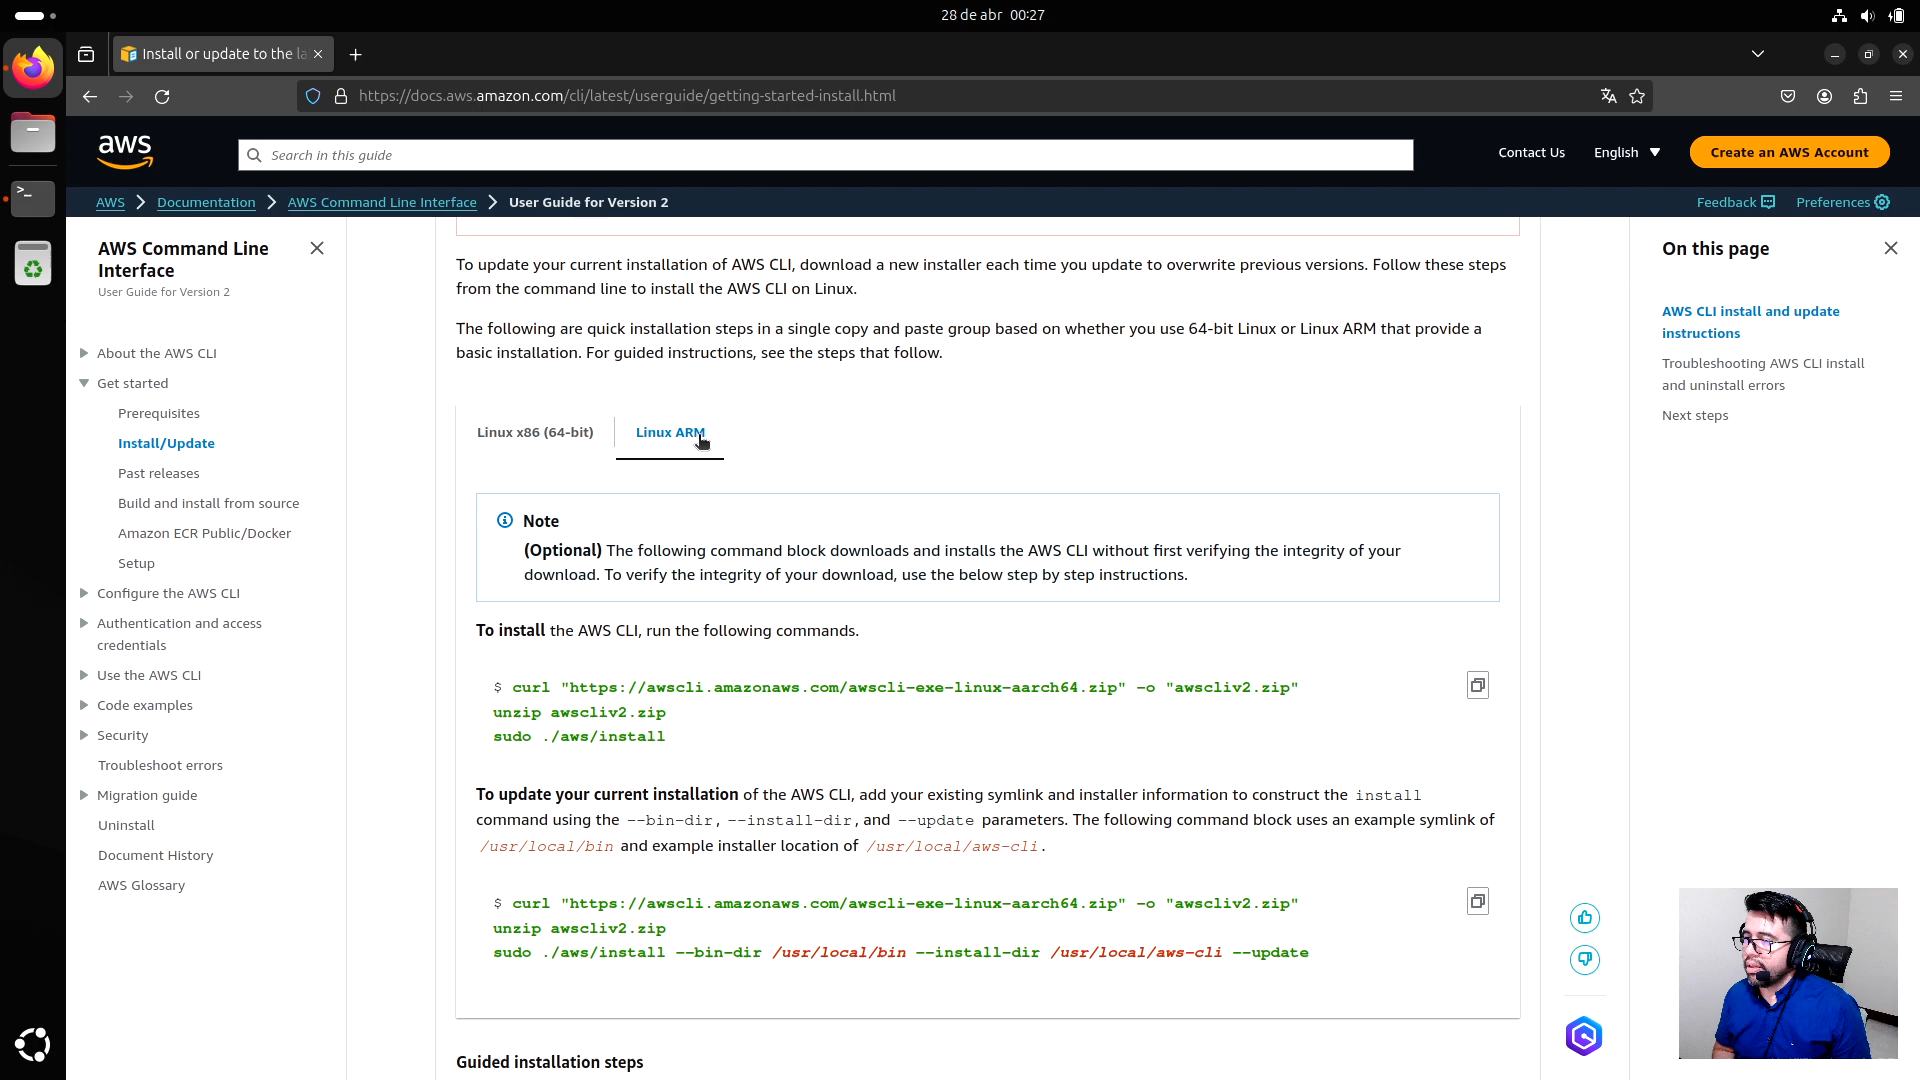 28 de abr 00:27
Install or update to the la
https://docs.aws.amazon.com/cli/latest/userguide/getting-started-install.html
aws
Search in this guide
Contact Us
English
Create an AWS Account
AWS
Documentation
AWS Command Line Interface
User Guide for Version 2
Feedback
Preferences
AWS Command Line
Interface
User Guide for Version 2
About the AWS CLI
Get started
Prerequisites
Install/Update
Past releases
Build and install from source
Amazon ECR Public/Docker
Setup
Configure the AWS CLI
Authentication and access
credentials
Use the AWS CLI
Code examples
Security
Troubleshoot errors
Migration guide
Uninstall
Document History
AWS Glossary
To update your current installation of AWS CLI, download a new installer each time you update to overwrite previous versions. Follow these steps
from the command line to install the AWS CLI on Linux.
The following are quick installation steps in a single copy and paste group based on whether you use 64-bit Linux or Linux ARM that provide a
basic installation. For guided instructions, see the steps that follow.
Linux x86 (64-bit)
Linux ARM
Note
(Optional) The following command block downloads and installs the AWS CLI without first verifying the integrity of your
download. To verify the integrity of your download, use the below step by step instructions.
To install the AWS CLI, run the following commands.
$ curl "https://awscli.amazonaws.com/awscli-exe-linux-aarch64.zip" -o "awscliv2.zip"
unzip awscliv2.zip
sudo ./aws/install
To update your current installation of the AWS CLI, add your existing symlink and installer information to construct the install
command using the --bin-dir, --install-dir, and --update parameters. The following command block uses an example symlink of
/usr/local/bin and example installer location of /usr/local/aws-cli.
$ curl "https://awscli.amazonaws.com/awscli-exe-linux-aarch64.zip" -o "awscliv2.zip"
unzip awscliv2.zip
sudo ./aws/install --bin-dir /usr/local/bin --install-dir /usr/local/aws-cli --update
Guided installation steps
On this page
AWS CLI install and update
instructions
Troubleshooting AWS CLI install
and uninstall errors
Next steps